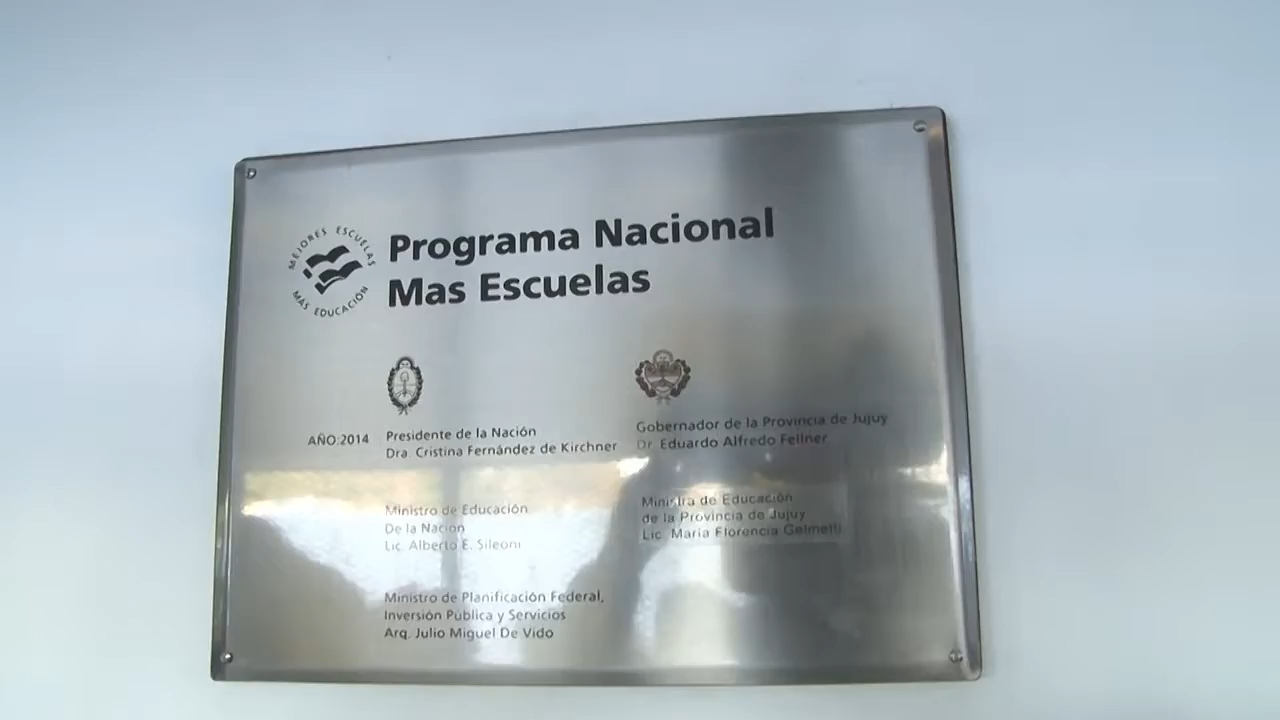 MEJORES ESCUELAS
MÁS EDUCACIÓN
Programa Nacional
Mas Escuelas
AÑO:2014
Presidente de la Nación
Dra. Cristina Fernández de Kirchner
Gobernador de la Provincia de Jujuy
Dr. Eduardo Alfredo Fellner
Ministro de Educación
De la Nación
Lic. Alberto E. Sileoni
Ministra de Educación
de la Provincia de Jujuy
Lic. María Florencia Gelmetti
Ministro de Planificación Federal,
Inversión Pública y Servicios
Arq. Julio Miguel De Vido